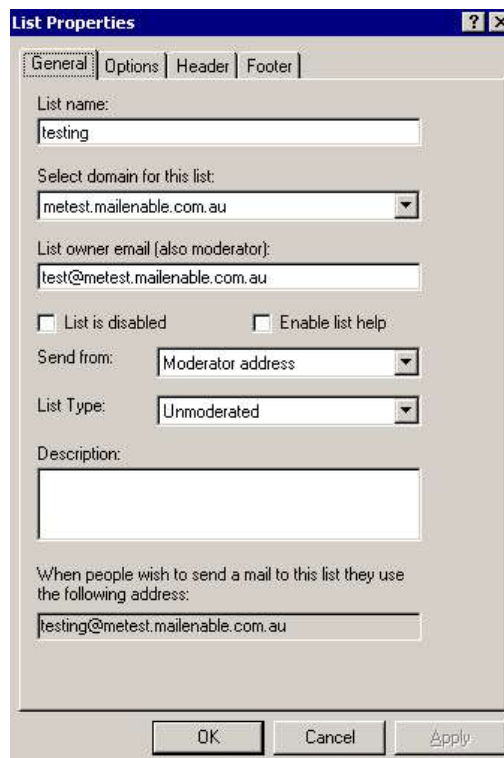 List Properties
General Options Header Footer
List name:
testing
Select domain for this list:
metest.mailenable.com.au
List owner email (also moderator):
test@metest.mailenable.com.au
List is disabled Enable list help
Send from: Moderator address
List Type: Unmoderated
Description:
When people wish to send a mail to this list they use
the following address:
testing@metest.mailenable.com.au
OK Cancel Apply